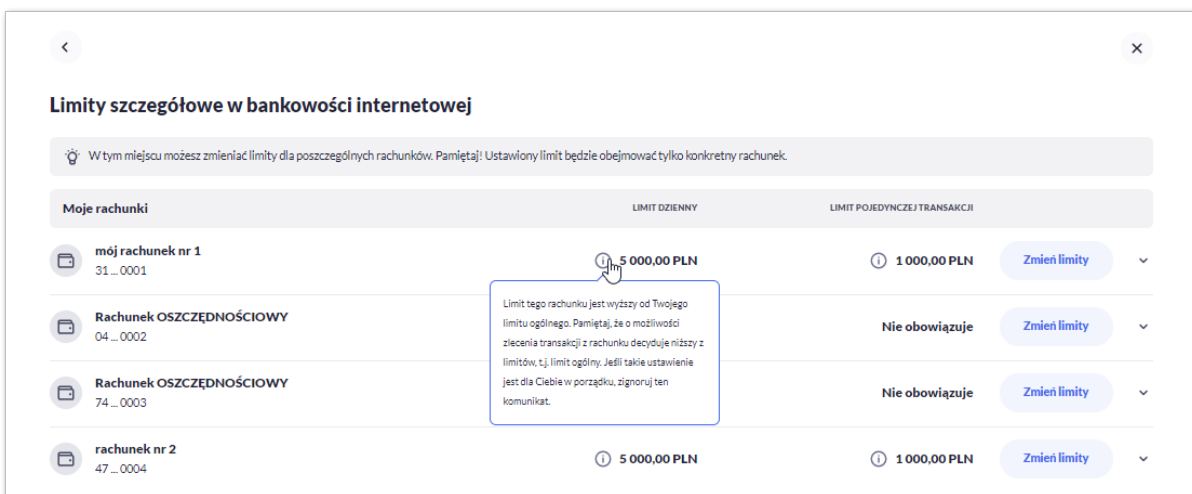 Limity szczegółowe w bankowości internetowej
W tym miejscu możesz zmieniać limity dla poszczególnych rachunków. Pamiętaj! Ustawiony limit będzie obejmować tylko konkretny rachunek.
Moje rachunki LIMIT DZIENNY LIMIT POJEDYNCZEJ TRANSAKCJI
mój rachunek nr 1
31 ... 0001
5 000,00 PLN 1 000,00 PLN Zmień limity
Limit tego rachunku jest wyższy od Twojego
limitu ogólnego. Pamiętaj, że o możliwości
zlecenia transakcji z rachunku decyduje niższy z
limitów, t.j. limit ogólny. Jeśli takie ustawienie
jest dla Ciebie w porządku, zignoruj ten
komunikat.
Rachunek OSZCZĘDNOŚCIOWY
04 ... 0002
Nie obowiązuje Zmień limity
Rachunek OSZCZĘDNOŚCIOWY
74 ... 0003
Nie obowiązuje Zmień limity
rachunek nr 2
47 ... 0004
5 000,00 PLN 1 000,00 PLN Zmień limity